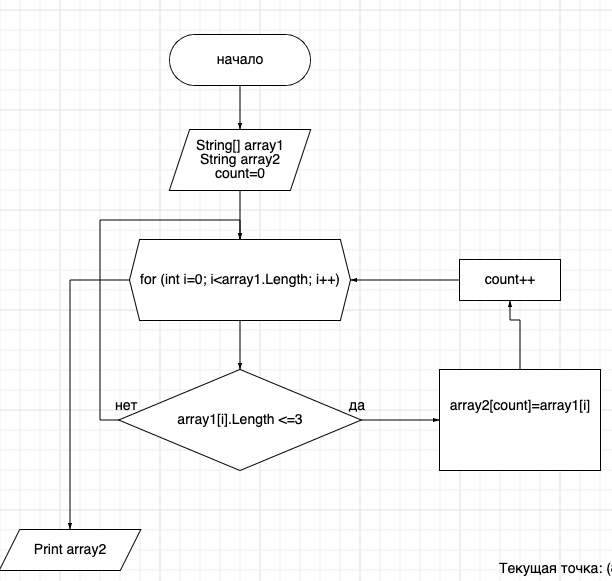 начало
String[] array1
String array2
count=0
for (int i=0; i<array1.Length; i++)
count++
нет
да
array1[i].Length <=3
array2[count]=array1[i]
Print array2
Текущая точка: (